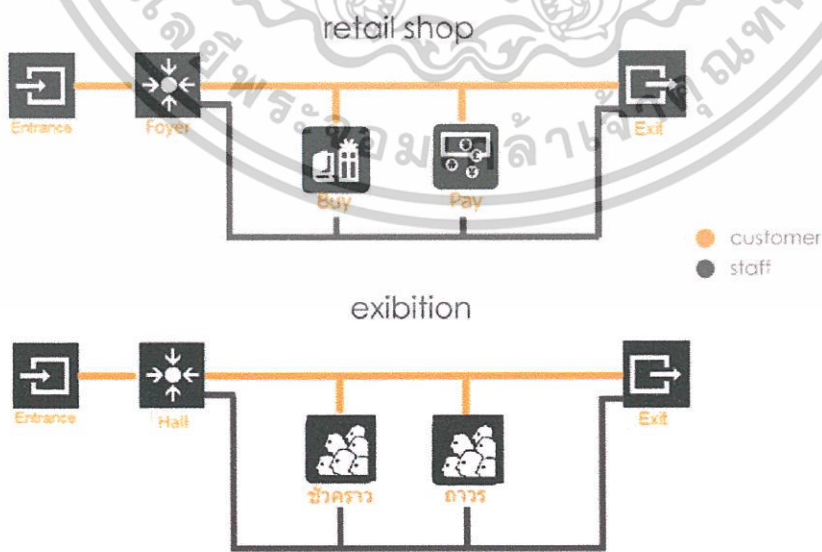 retail shop
Entrance
Foyer
Exit
Buy
Pay
customer
staff
exibition
Entrance
Hall
Exit
ชั่วคราว
ถาวร